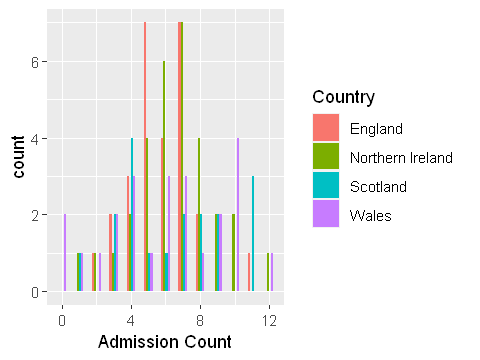 count
6
4
2
0
0 4 8 12
Admission Count
Country
England
Northern Ireland
Scotland
Wales